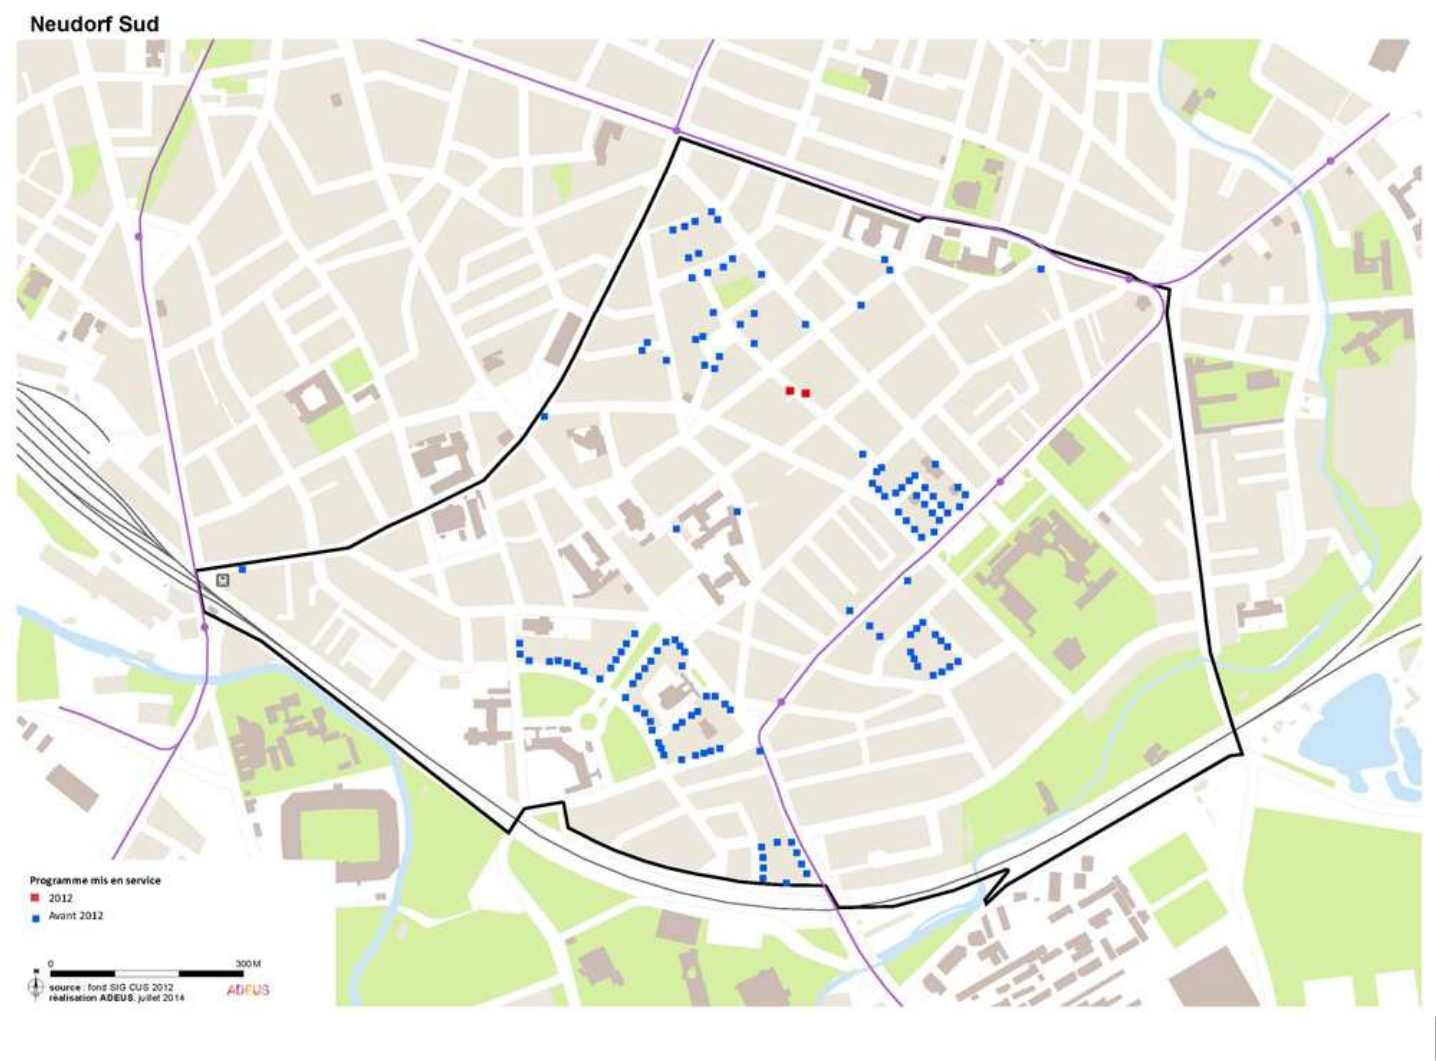 Neudorf Sud
Programme mis en service
2012
Avant 2012
0 300 M
N
source : fond SIG CUS 2012
réalisation ADEUS, juillet 2014
ADEUS